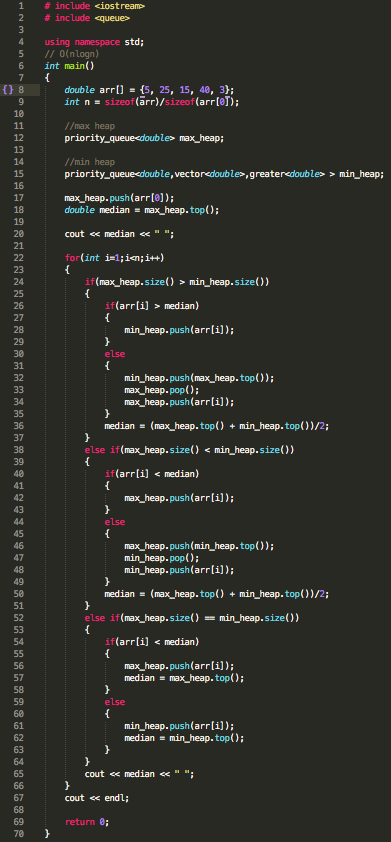 1 # include <iostream>
2 # include <queue>
3
4 using namespace std;
5 // O(nlogn)
6 int main()
7 {
{} 8 double arr[] = {5, 25, 15, 40, 3};
9 int n = sizeof(arr)/sizeof(arr[0]);
10
11 //max heap
12 priority_queue<double> max_heap;
13
14 //min heap
15 priority_queue<double,vector<double>,greater<double> > min_heap;
16
17 max_heap.push(arr[0]);
18 double median = max_heap.top();
19
20 cout << median << " ";
21
22 for(int i=1;i<n;i++)
23 {
24 if(max_heap.size() > min_heap.size())
25 {
26 if(arr[i] > median)
27 {
28 min_heap.push(arr[i]);
29 }
30 else
31 {
32 min_heap.push(max_heap.top());
33 max_heap.pop();
34 max_heap.push(arr[i]);
35 }
36 median = (max_heap.top() + min_heap.top())/2;
37 }
38 else if(max_heap.size() < min_heap.size())
39 {
40 if(arr[i] < median)
41 {
42 max_heap.push(arr[i]);
43 }
44 else
45 {
46 max_heap.push(min_heap.top());
47 min_heap.pop();
48 min_heap.push(arr[i]);
49 }
50 median = (max_heap.top() + min_heap.top())/2;
51 }
52 else if(max_heap.size() == min_heap.size())
53 {
54 if(arr[i] < median)
55 {
56 max_heap.push(arr[i]);
57 median = max_heap.top();
58 }
59 else
60 {
61 min_heap.push(arr[i]);
62 median = min_heap.top();
63 }
64 }
65 cout << median << " ";
66 }
67 cout << endl;
68
69 return 0;
70 }